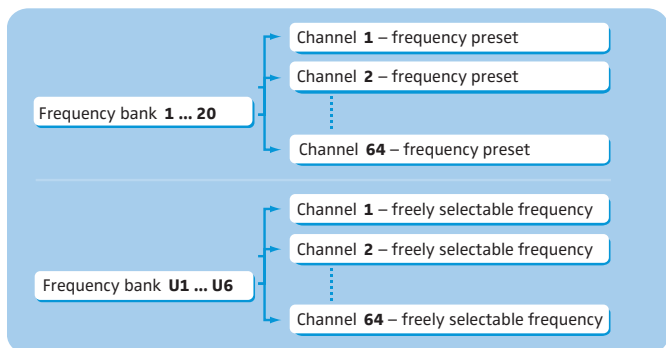 Channel 1 – frequency preset
Channel 2 – frequency preset
Frequency bank 1 ... 20
Channel 64 – frequency preset
Channel 1 – freely selectable frequency
Channel 2 – freely selectable frequency
Frequency bank U1 ... U6
Channel 64 – freely selectable frequency